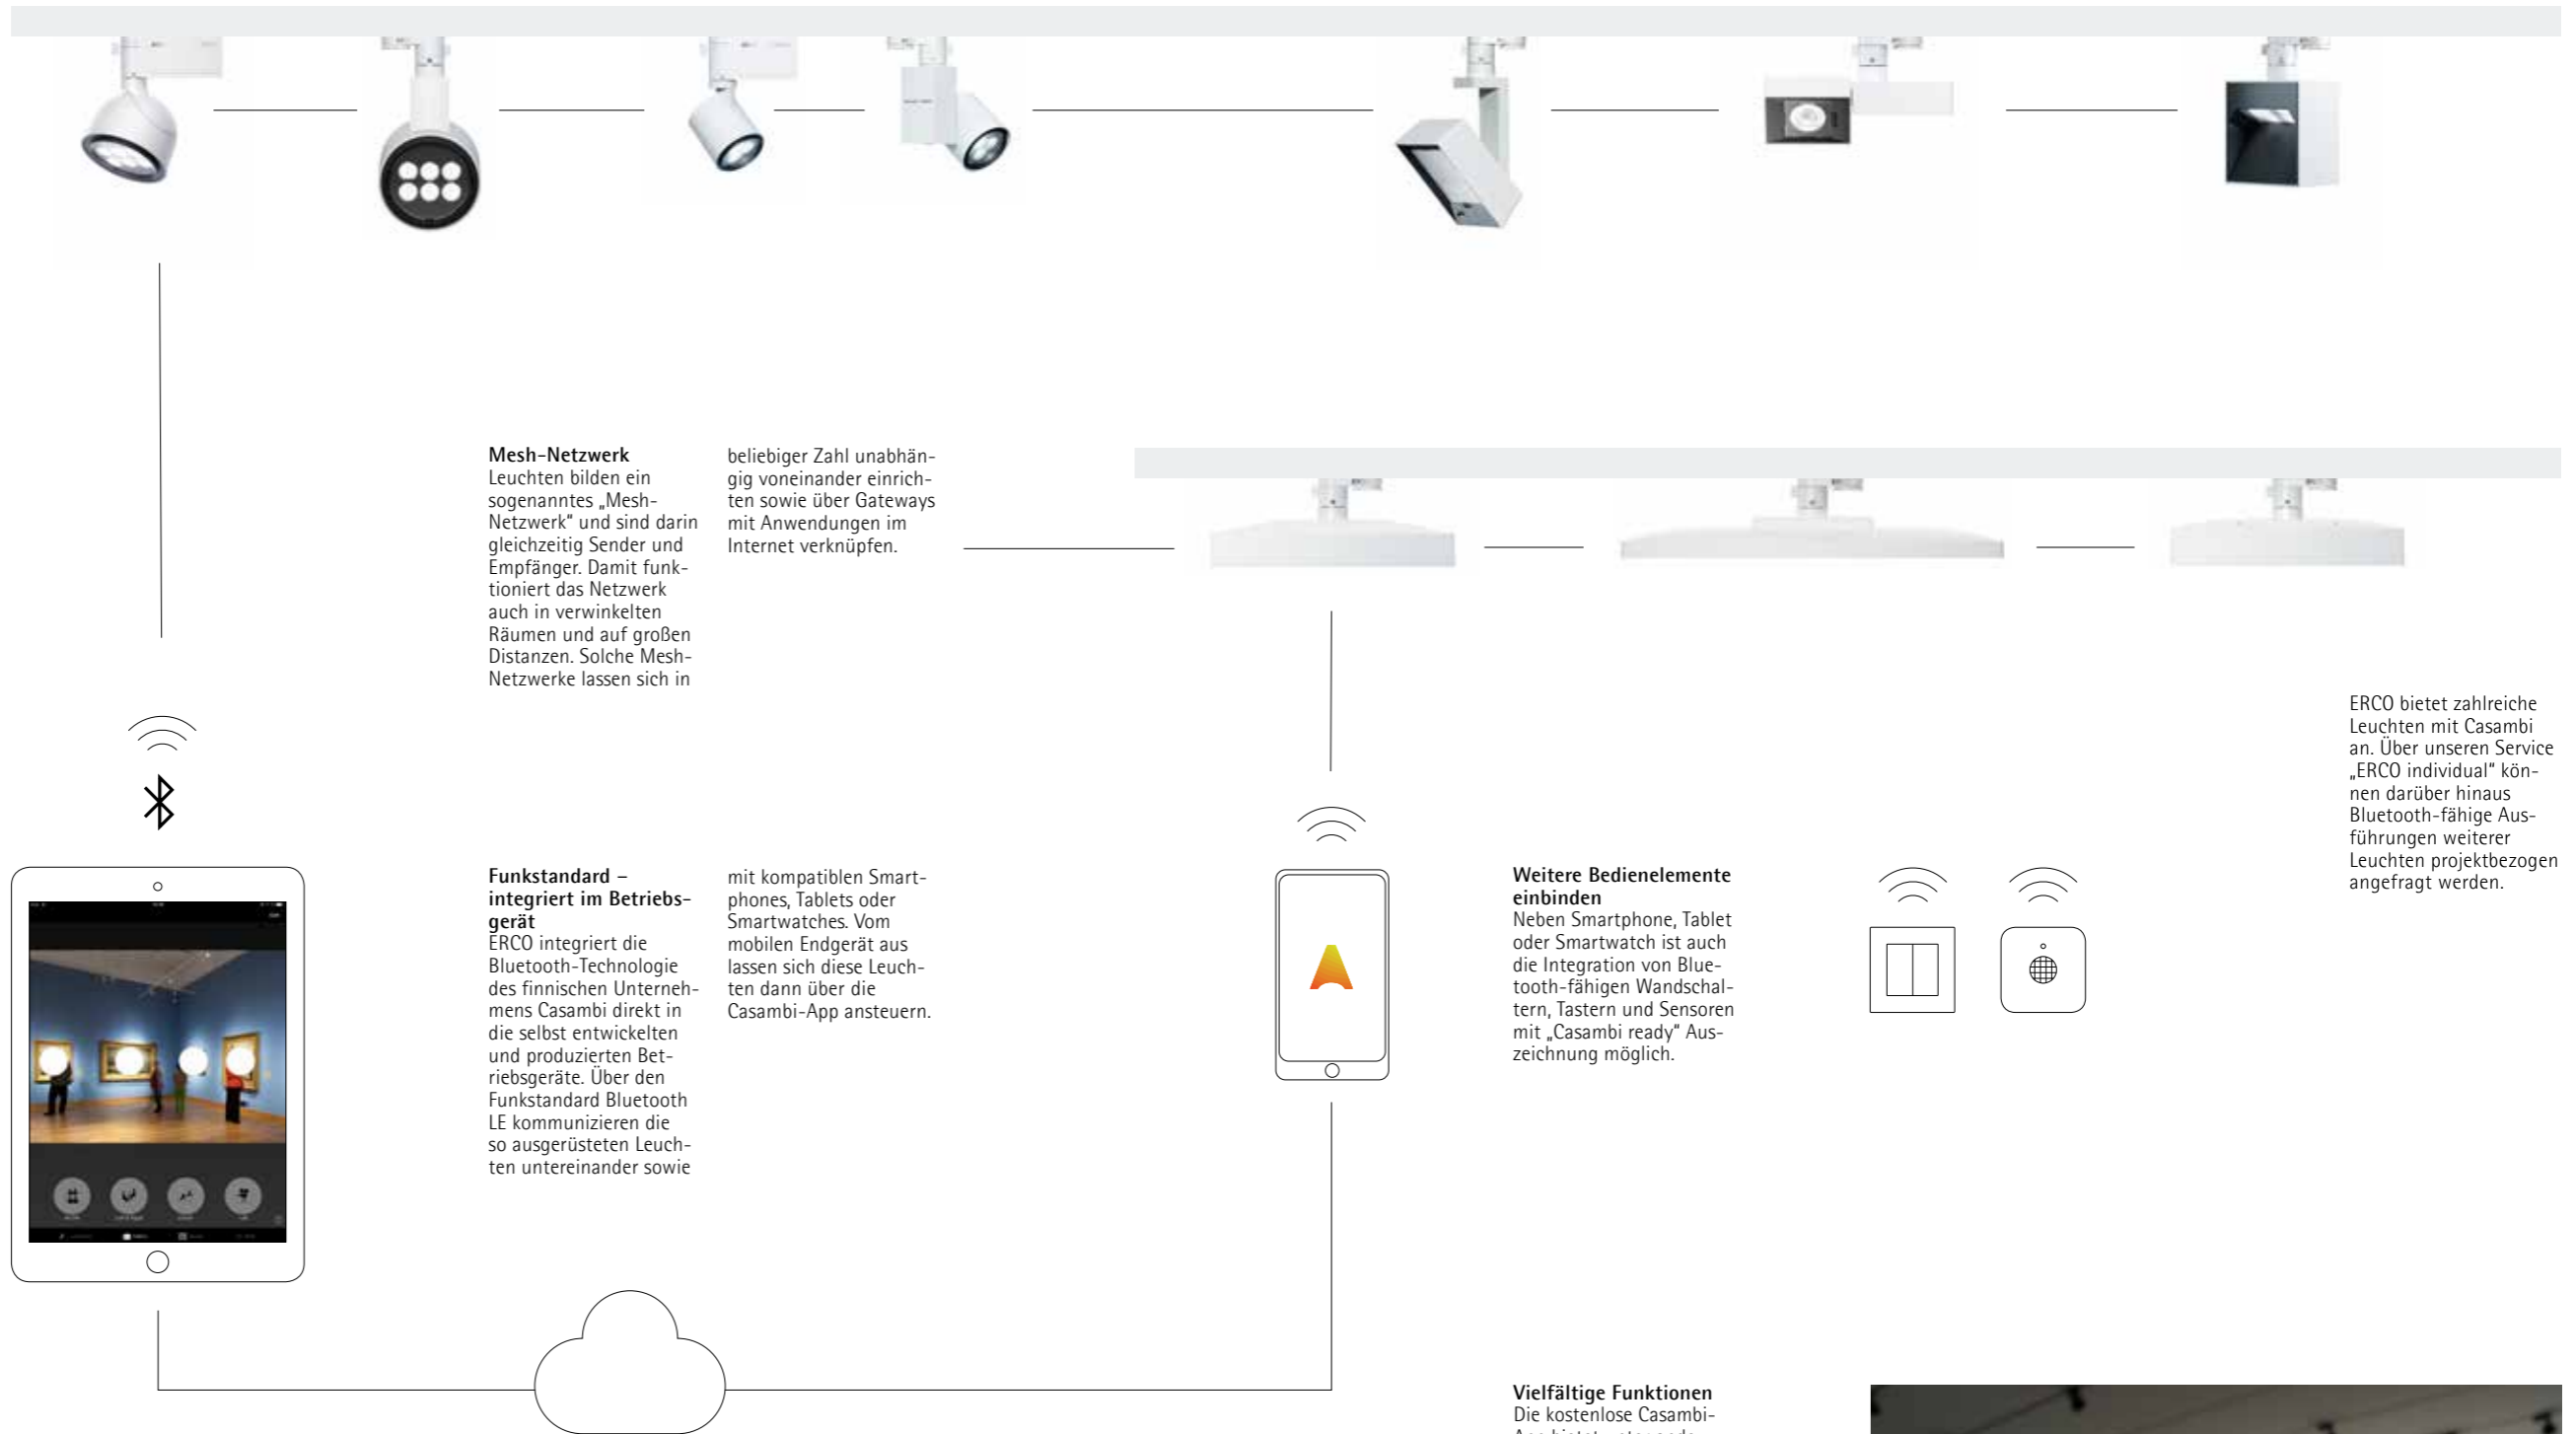 Mesh-Netzwerk
Leuchten bilden ein
sogenanntes „Mesh-
Netzwerk" und sind darin
gleichzeitig Sender und
Empfänger. Damit funk-
tioniert das Netzwerk
auch in verwinkelten
Räumen und auf großen
Distanzen. Solche Mesh-
Netzwerke lassen sich in
beliebiger Zahl unabhän-
gig voneinander einrich-
ten sowie über Gateways
mit Anwendungen im
Internet verknüpfen.
ERCO bietet zahlreiche
Leuchten mit Casambi
an. Über unseren Service
„ERCO individual" kön-
nen darüber hinaus
Bluetooth-fähige Aus-
führungen weiterer
Leuchten projektbezogen
angefragt werden.
Funkstandard –
integriert im Betriebs-
gerät
ERCO integriert die
Bluetooth-Technologie
des finnischen Unterneh-
mens Casambi direkt in
die selbst entwickelten
und produzierten Bet-
riebsgeräte. Über den
Funkstandard Bluetooth
LE kommunizieren die
so ausgerüsteten Leuch-
ten untereinander sowie
mit kompatiblen Smart-
phones, Tablets oder
Smartwatches. Vom
mobilen Endgerät aus
lassen sich diese Leuch-
ten dann über die
Casambi-App ansteuern.
Weitere Bedienelemente
einbinden
Neben Smartphone, Tablet
oder Smartwatch ist auch
die Integration von Blue-
tooth-fähigen Wandschal-
tern, Tastern und Sensoren
mit „Casambi ready" Aus-
zeichnung möglich.
Vielfältige Funktionen
Die kostenlose Casambi-